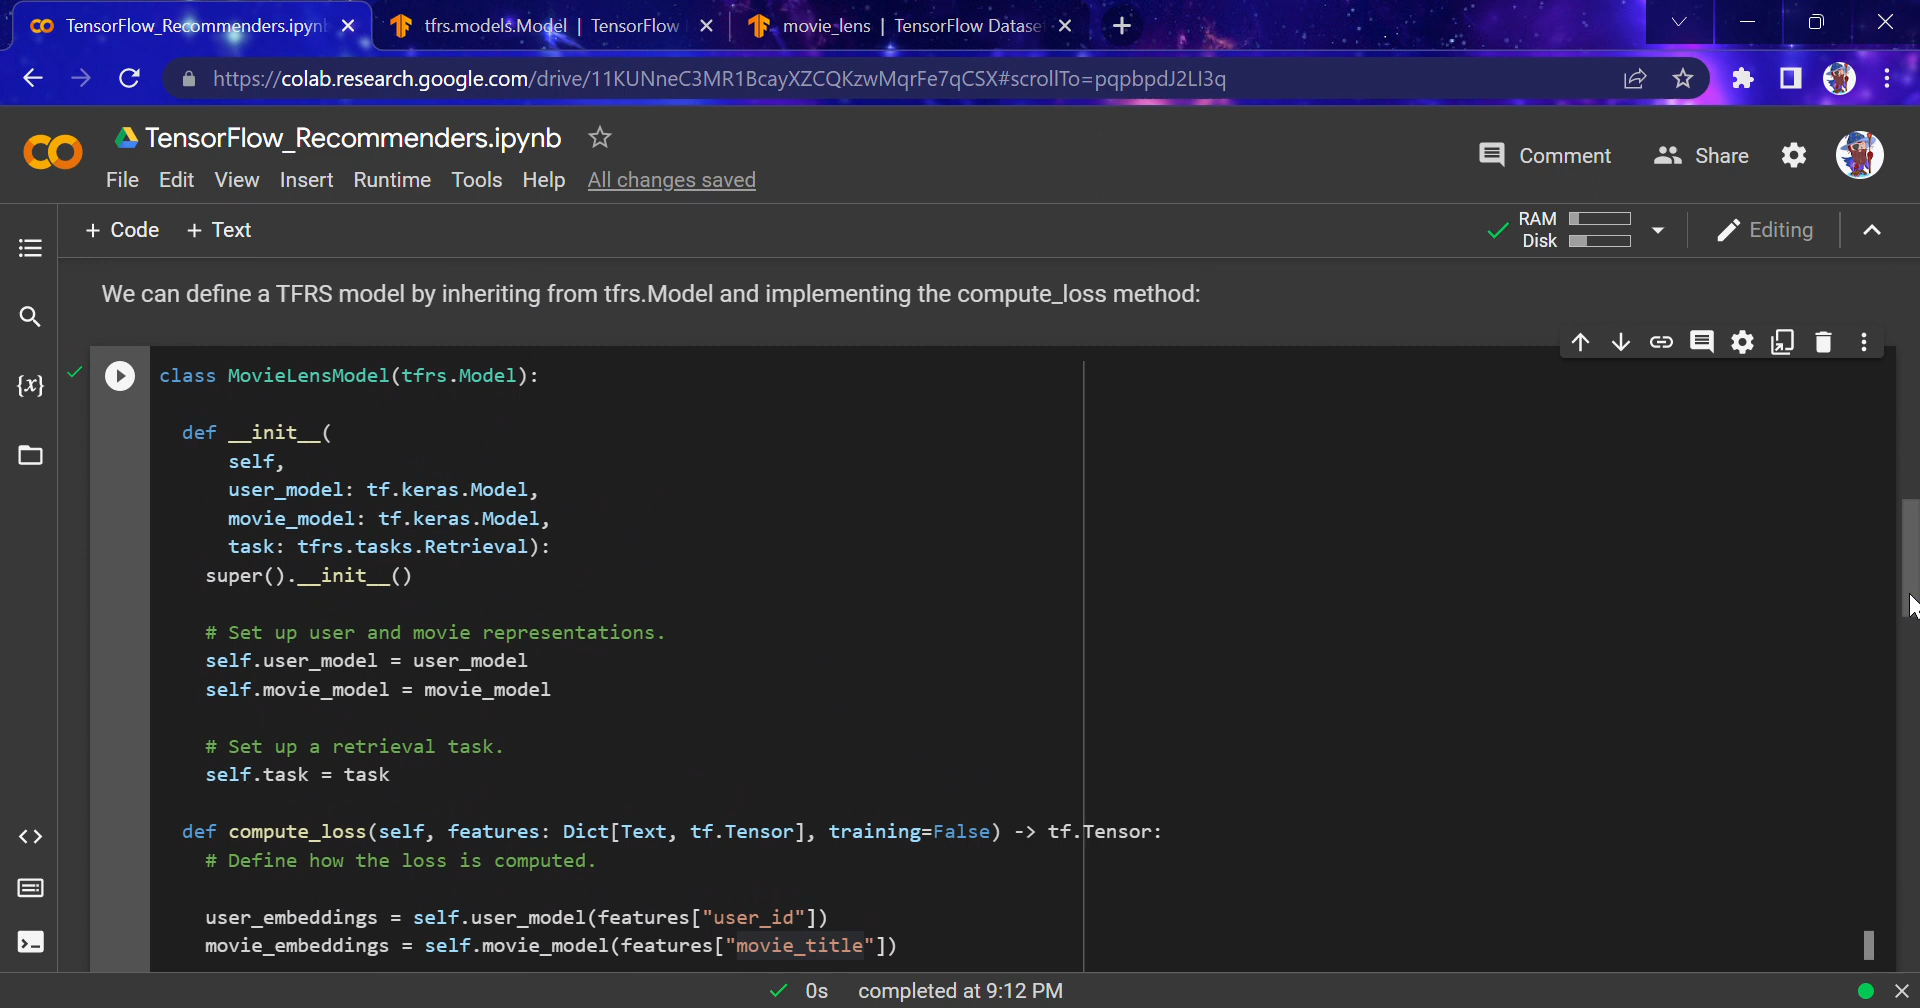 TensorFlow_Recommenders.ipyn
tfrs.models.Model | TensorFlow
movie_lens | TensorFlow Datase
https://colab.research.google.com/drive/11KUNneC3MR1BcayXZCQKzwMqrFe7qCSX#scrollTo=pqpbpdJ2LI3q
TensorFlow_Recommenders.ipynb
Comment
Share
File Edit View Insert Runtime Tools Help All changes saved
+ Code + Text
RAM
Disk
Editing
We can define a TFRS model by inheriting from tfrs.Model and implementing the compute_loss method:
{x}
class MovieLensModel(tfrs.Model):
def __init__(
self,
user_model: tf.keras.Model,
movie_model: tf.keras.Model,
task: tfrs.tasks.Retrieval):
super().__init__()
# Set up user and movie representations.
self.user_model = user_model
self.movie_model = movie_model
# Set up a retrieval task.
self.task = task
def compute_loss(self, features: Dict[Text, tf.Tensor], training=False) -> tf.Tensor:
# Define how the loss is computed.
user_embeddings = self.user_model(features["user_id"])
movie_embeddings = self.movie_model(features["movie_title"])
0s completed at 9:12 PM